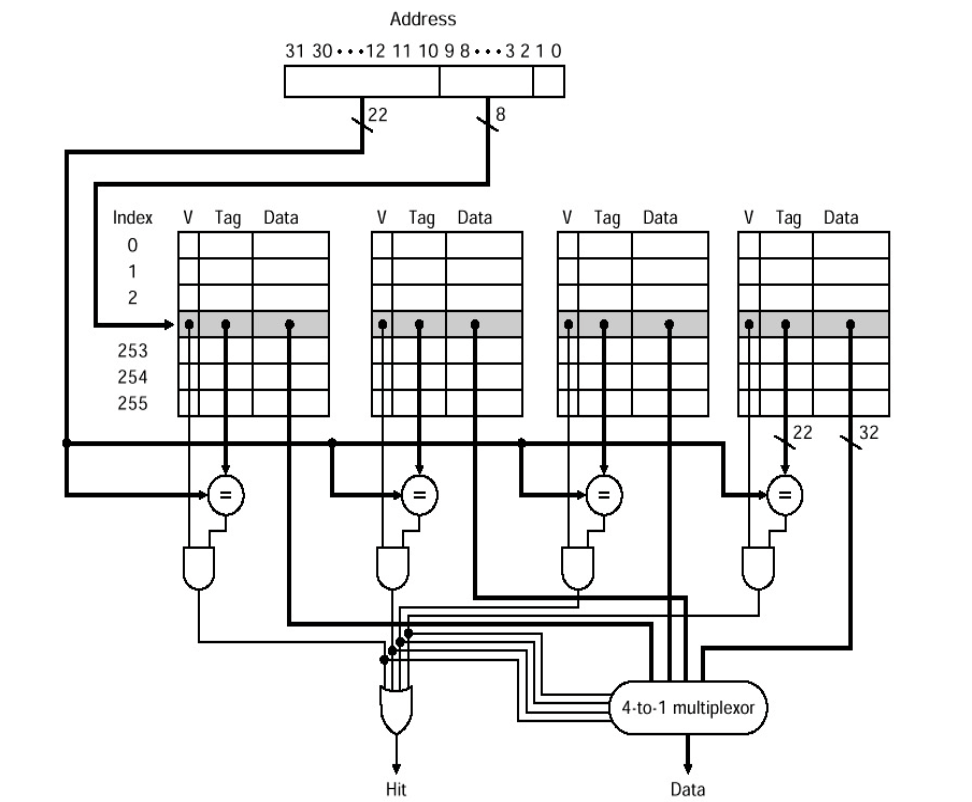 Address
31 30 ••• 12 11 10 9 8 ••• 3 2 1 0
22
8
Index V Tag Data V Tag Data V Tag Data V Tag Data
0
1
2
253
254
255
22
32
= = = =
4-to-1 multiplexor
Hit
Data